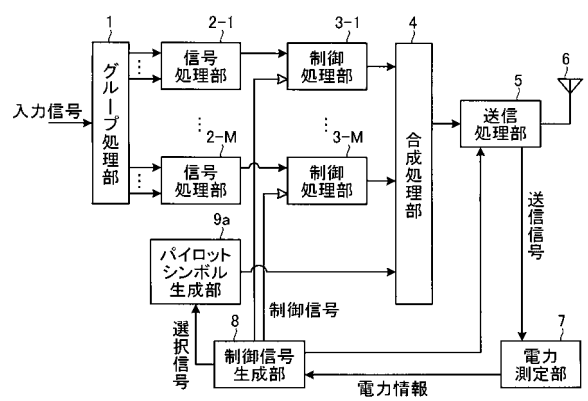 1
グループ処理部
入力信号
2-1
信号
処理部
3-1
制御
処理部
4
合成処理部
5
送信
処理部
6
2-M
信号
処理部
3-M
制御
処理部
9a
パイロット
シンボル
生成部
選択信号
制御信号
8
制御信号
生成部
送信信号
7
電力
測定部
電力情報